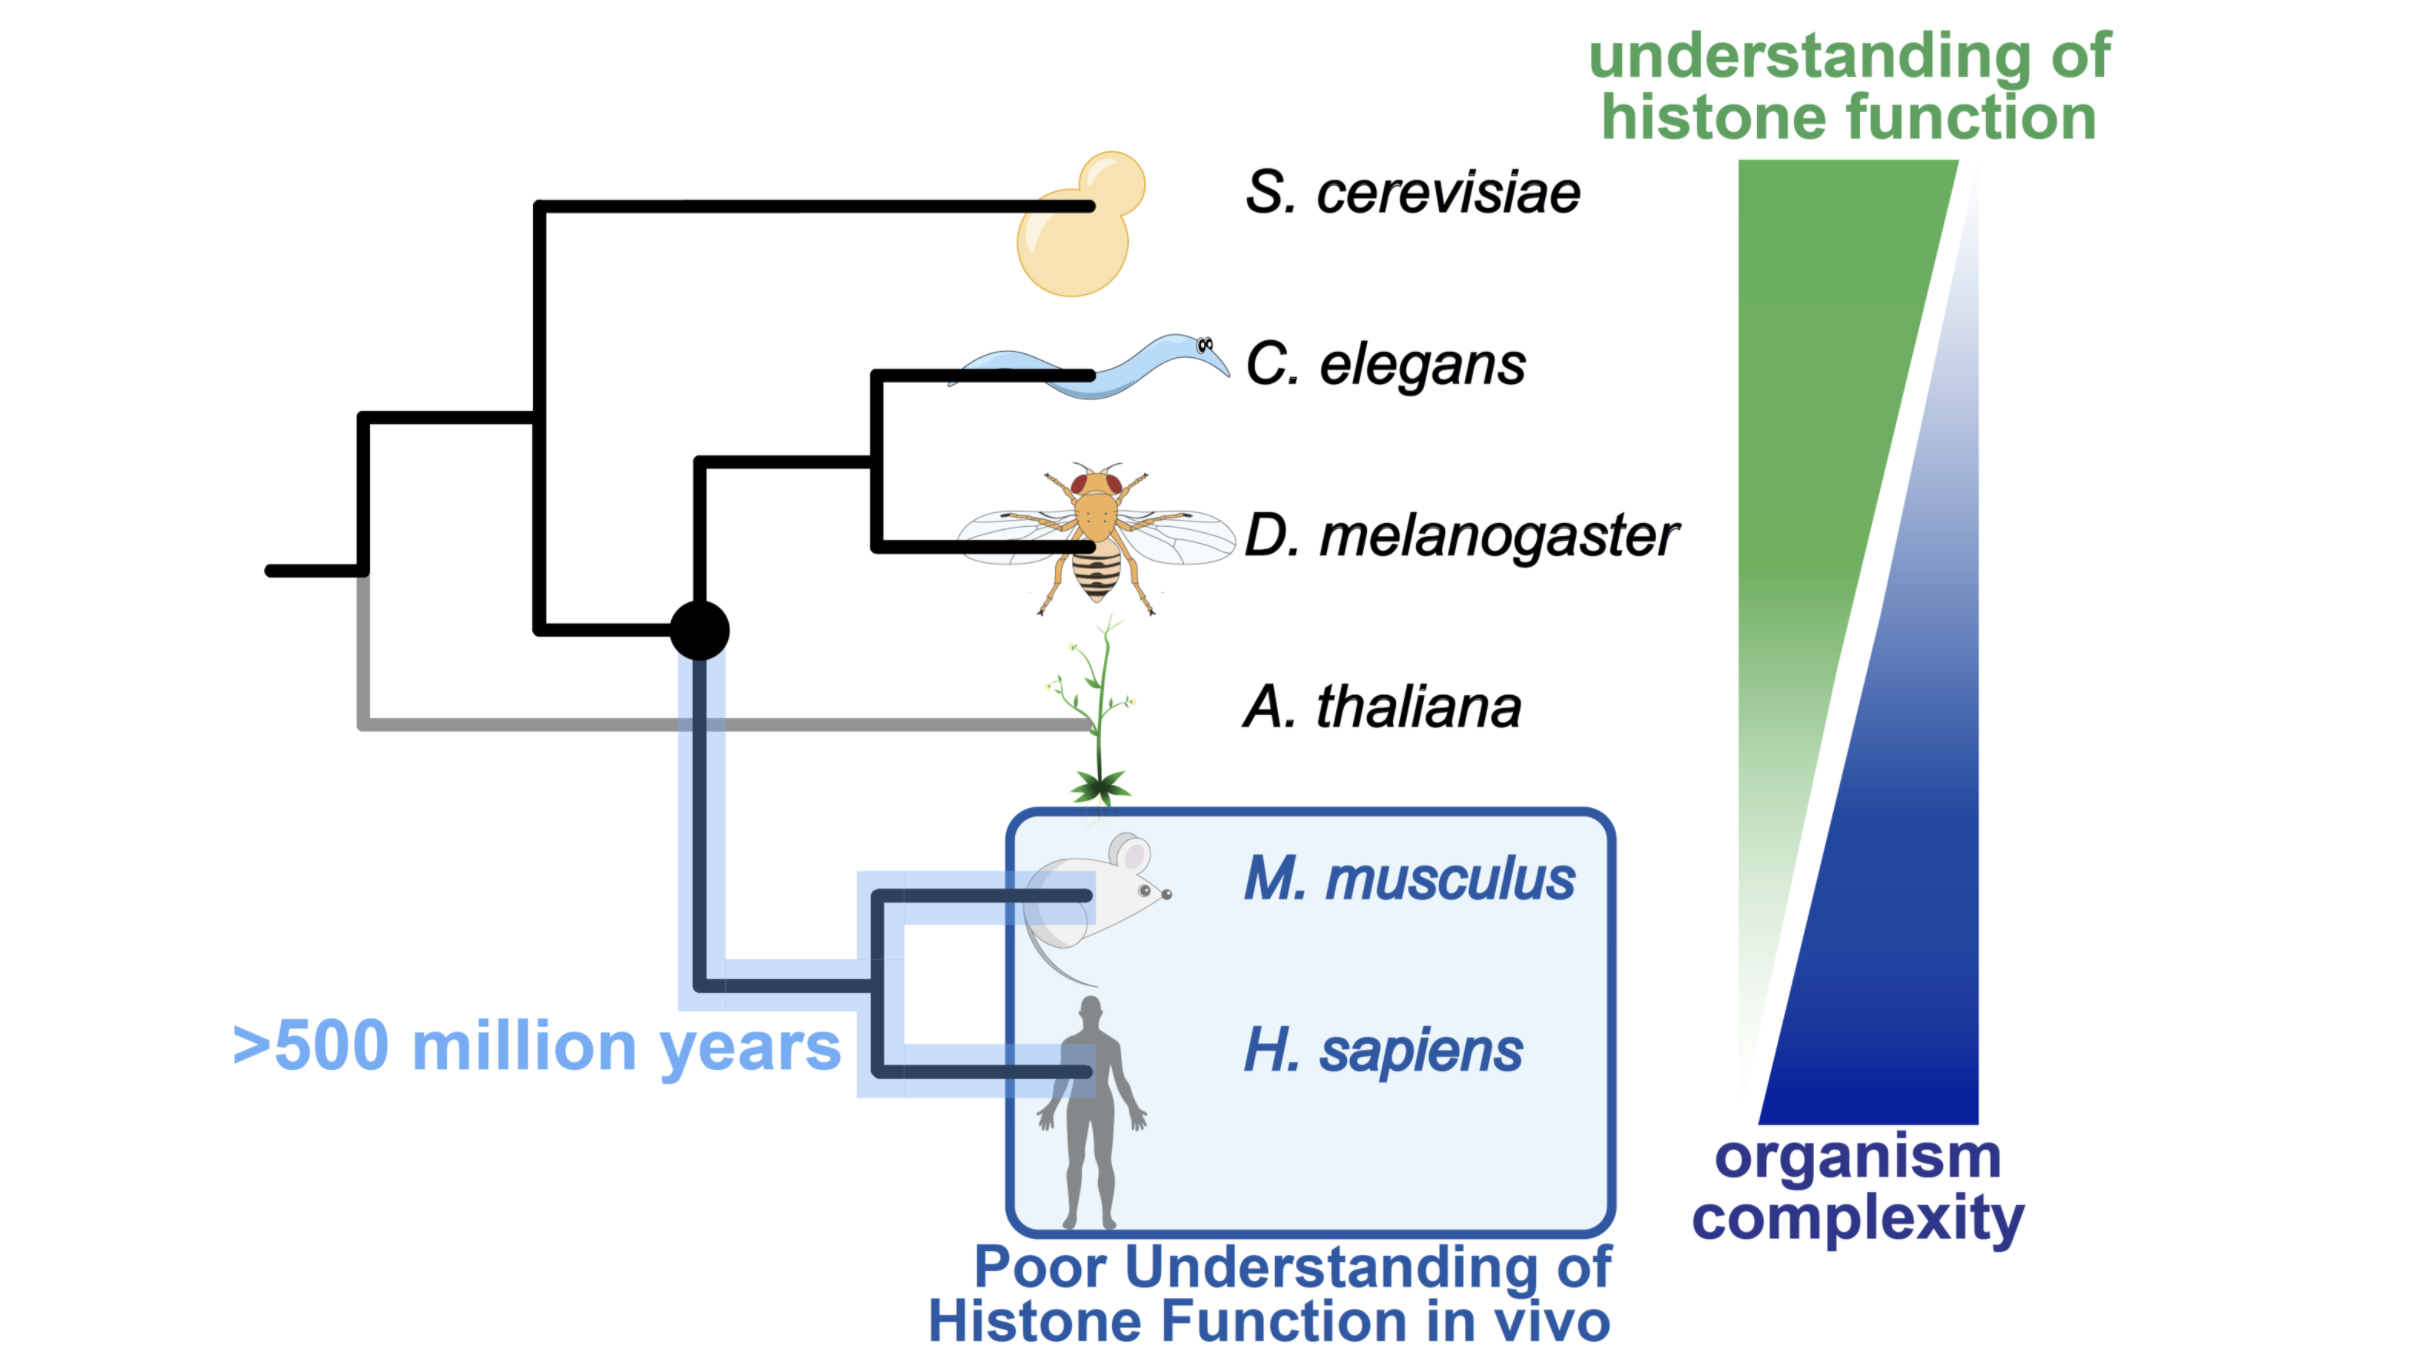 understanding of
histone function
S. cerevisiae
C. elegans
D. melanogaster
A. thaliana
M. musculus
>500 million years
H. sapiens
organism
complexity
Poor Understanding of
Histone Function in vivo